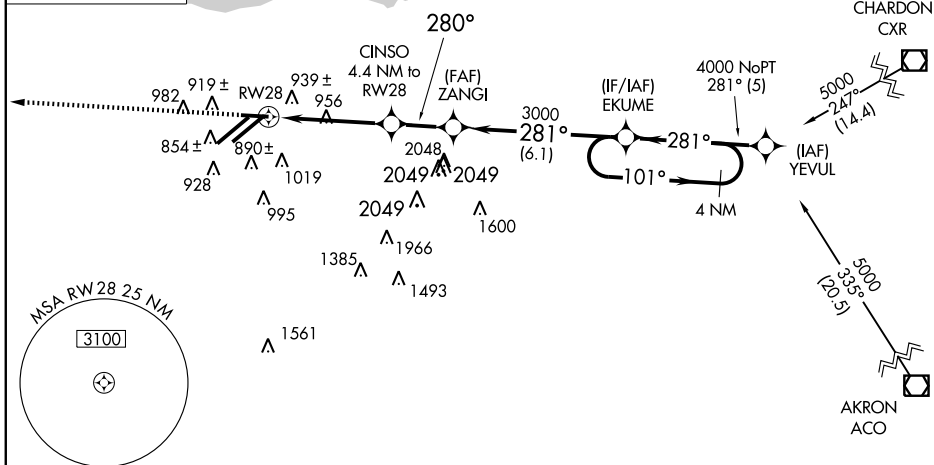 CHARDON
CXR
280°
CINSO
4.4 NM to
RW28
(FAF)
ZANGI
(IF/IAF)
EKUME
4000 NoPT
281° (5)
5000
247°
(14.4)
982
919 ±
RW28
939 ±
956
3000
281°
(6.1)
281°
(IAF)
YEVUL
854 ±
890 ±
928
1019
995
2048
2049
2049
2049
1600
101°
4 NM
1966
1385
1493
1561
5000
335°
(20.5)
MSA RW28 25 NM
3100
AKRON
ACO